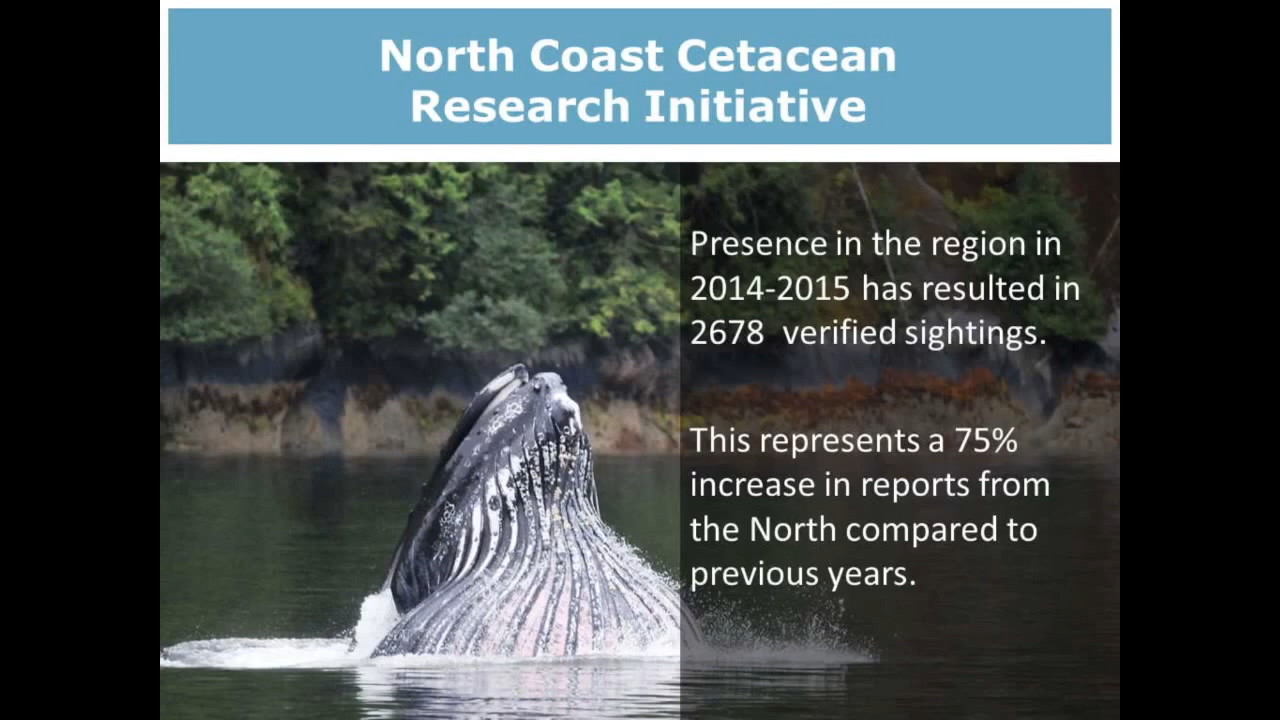 North Coast Cetacean
Research Initiative
Presence in the region in
2014-2015 has resulted in
2678  verified sightings.
This represents a 75%
increase in reports from
the North compared to
previous years.